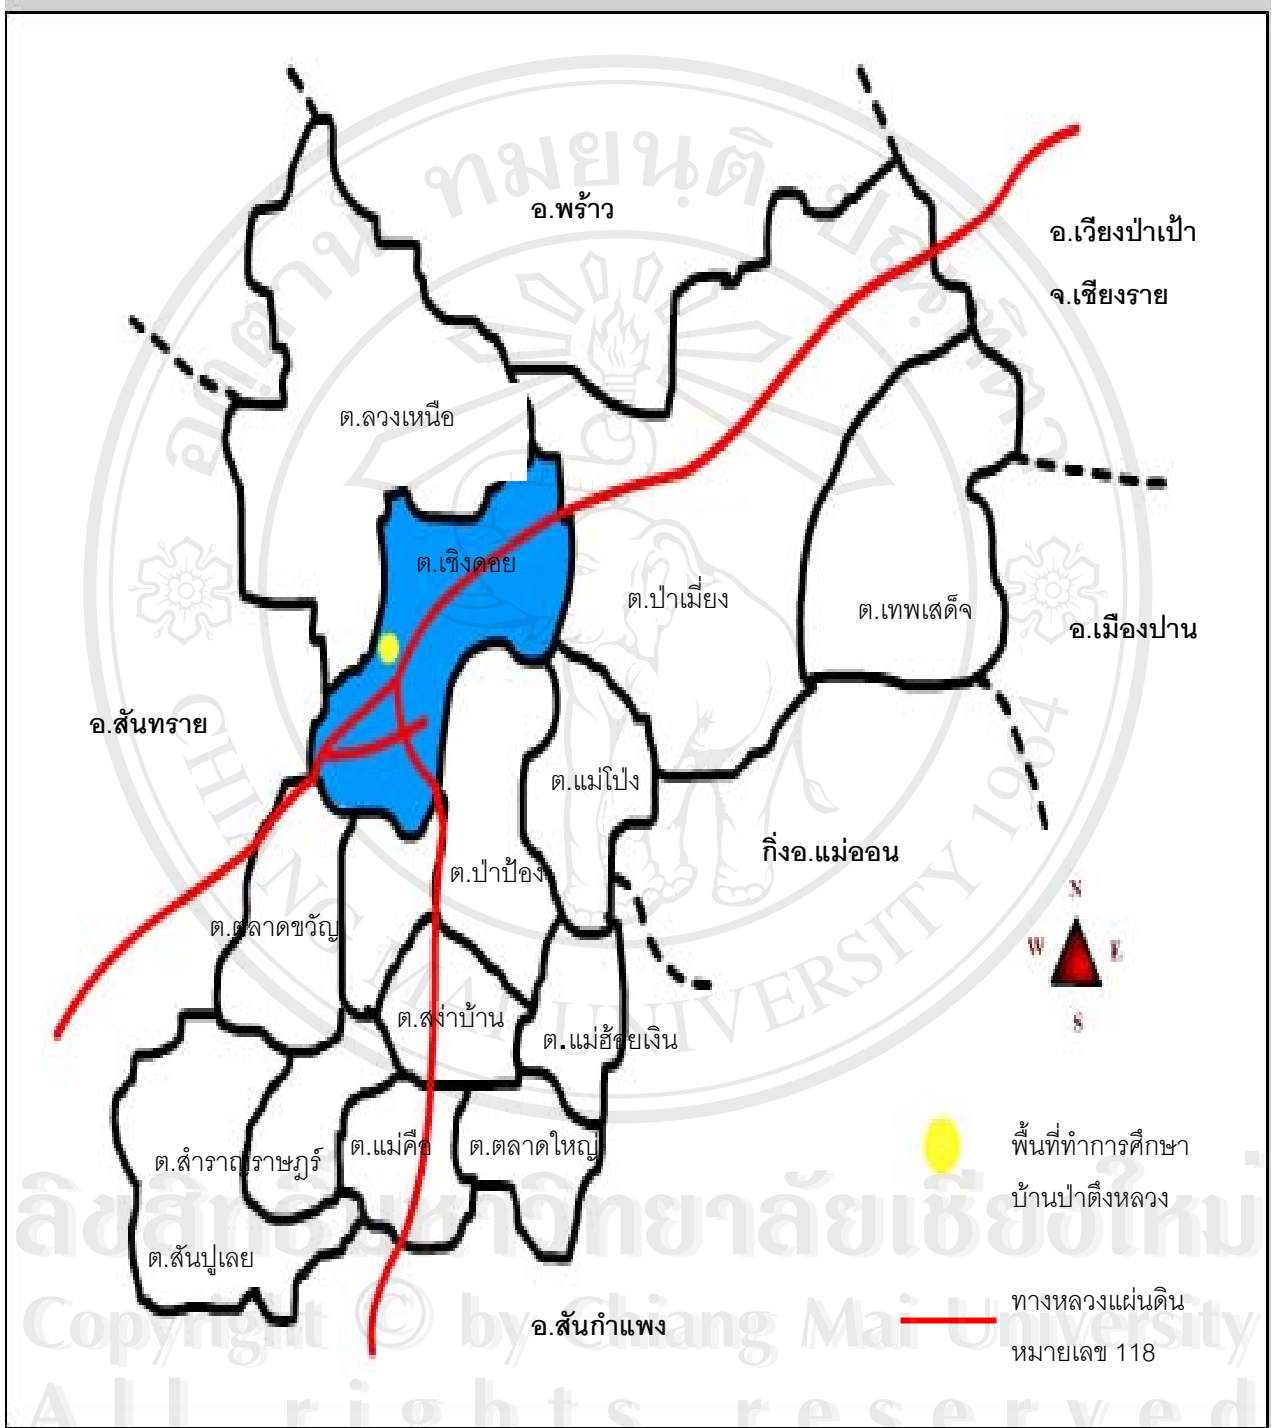 อ.พร้าว
อ.เวียงป่าเป้า
จ.เชียงราย
ต.ลวงเหนือ
ต.เชิงดอย
ต.ป่าเมี่ยง
ต.เทพเสด็จ
อ.เมืองปาน
อ.สันทราย
ต.แม่โป่ง
กิ่งอ.แม่ออน
ต.ป่าป้อง
ต.ตลาดขวัญ
N
W E
S
ต.สง่าบ้าน
ต.แม่ฮ้อยเงิน
ต.สำราญราษฎร์
ต.แม่คือ
ต.ตลาดใหญ่
พื้นที่ทำการศึกษา
บ้านป่าตึงหลวง
ต.สันปูเลย
อ.สันกำแพง
ทางหลวงแผ่นดิน
หมายเลข 118
CHIANG MAI UNIVERSITY 1964
ลิขสิทธิ์มหาวิทยาลัยเชียงใหม่
Copyright © by Chiang Mai University
All rights reserved